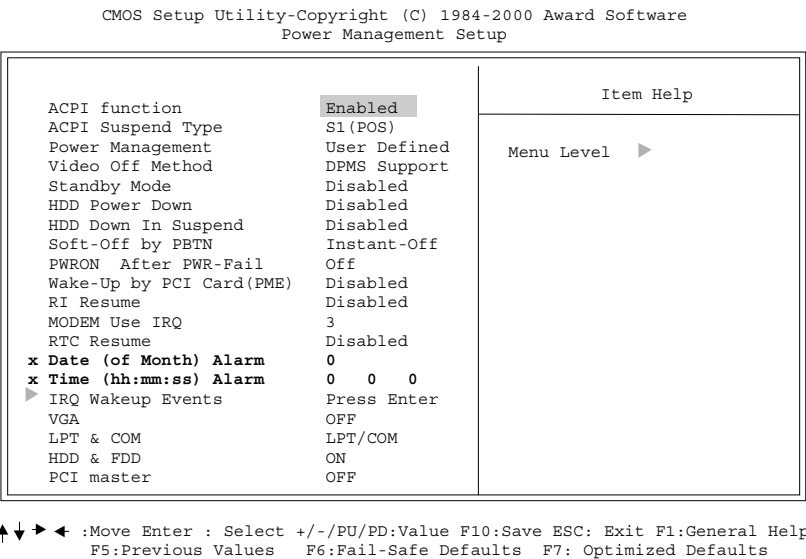 CMOS Setup Utility-Copyright (C) 1984-2000 Award Software
Power Management Setup
Item Help
Menu Level
ACPI function Enabled
ACPI Suspend Type S1(POS)
Power Management User Defined
Video Off Method DPMS Support
Standby Mode Disabled
HDD Power Down Disabled
HDD Down In Suspend Disabled
Soft-Off by PBTN Instant-Off
PWRON After PWR-Fail Off
Wake-Up by PCI Card(PME) Disabled
RI Resume Disabled
MODEM Use IRQ 3
RTC Resume Disabled
x Date (of Month) Alarm 0
x Time (hh:mm:ss) Alarm 0 0 0
IRQ Wakeup Events Press Enter
VGA OFF
LPT & COM LPT/COM
HDD & FDD ON
PCI master OFF
:Move Enter : Select +/-/PU/PD:Value F10:Save ESC: Exit F1:General Help
F5:Previous Values F6:Fail-Safe Defaults F7: Optimized Defaults